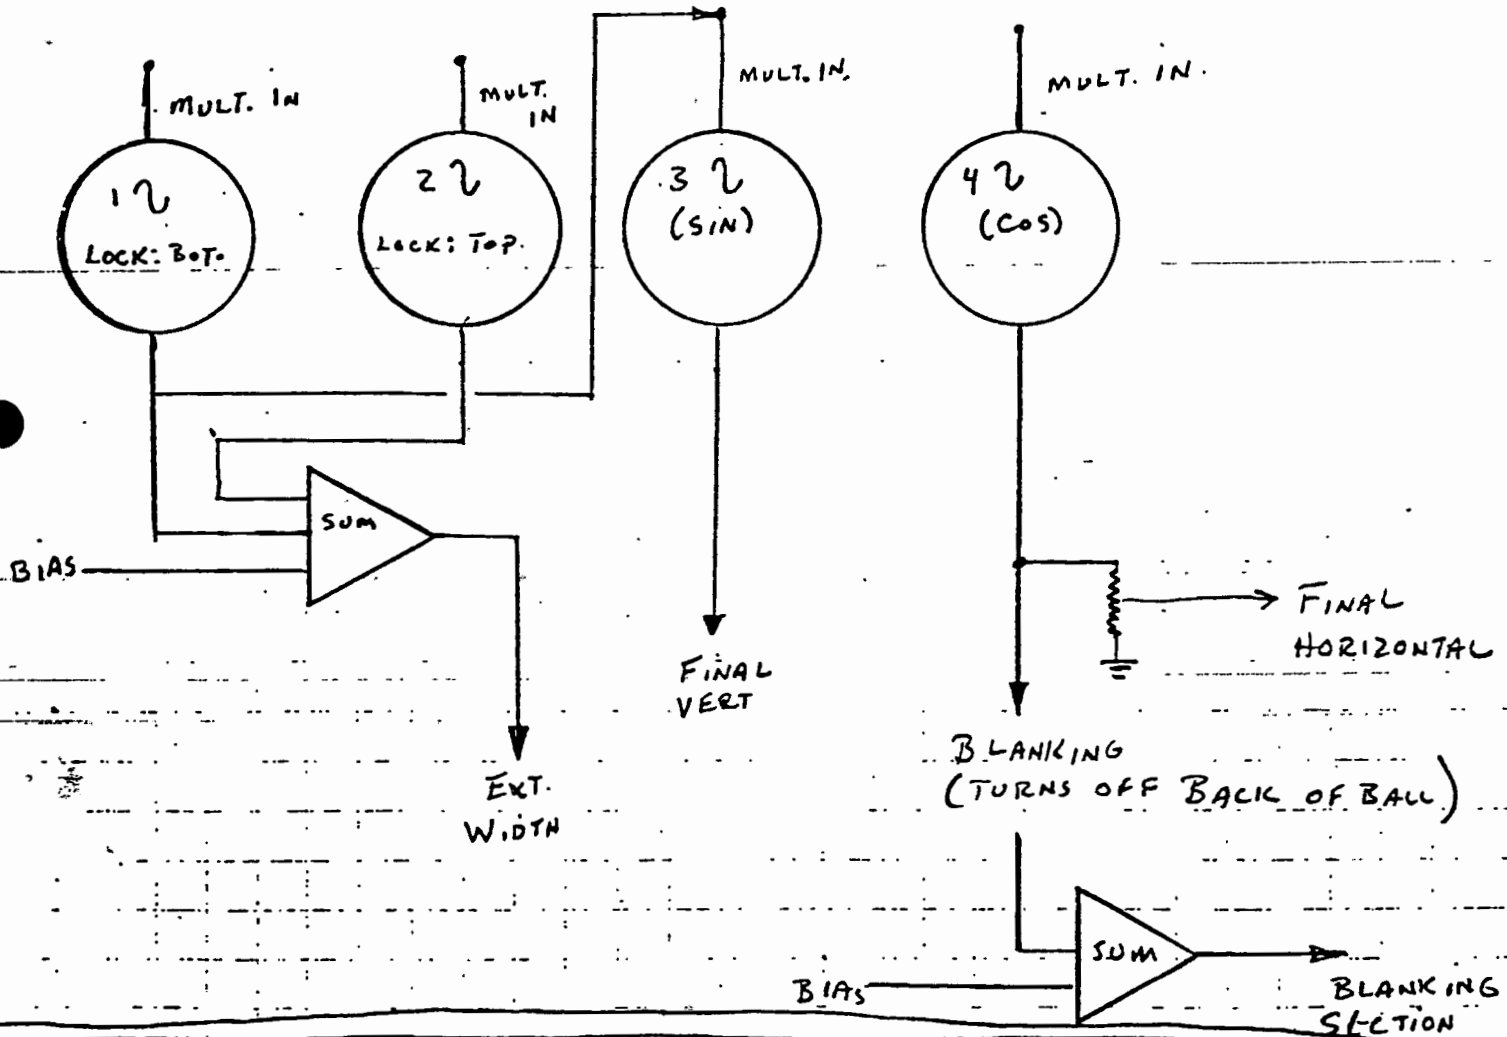 MULT. IN
MULT.
IN
MULT. IN.
MULT. IN.
1
LOCK: BOT.
2
LOCK: TOP.
3
(SIN)
4
(COS)
SUM
BIAS
FINAL
HORIZONTAL
FINAL
VERT
EXT.
WIDTH
BLANKING
(TURNS OFF BACK OF BALL)
SUM
BIAS
BLANKING
SECTION